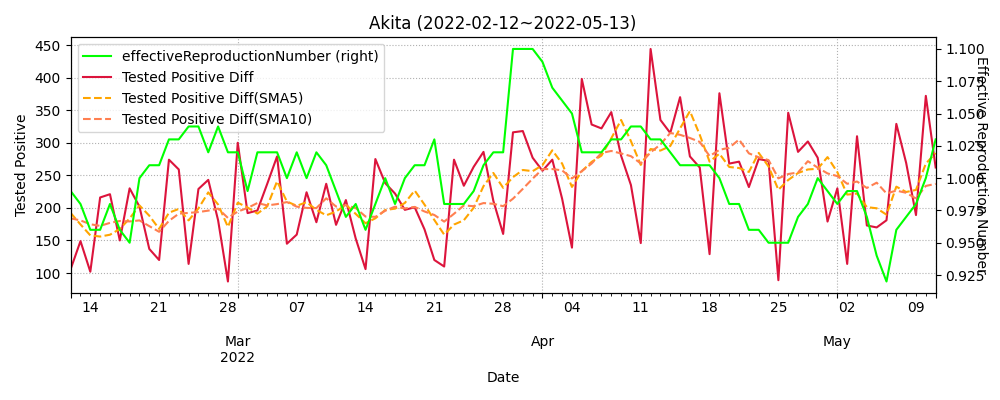 Akita (2022-02-12~2022-05-13)
effectiveReproductionNumber (right)
Tested Positive Diff
Tested Positive Diff(SMA5)
Tested Positive Diff(SMA10)
Tested Positive
450
400
350
300
250
200
150
100
1.100
1.075
1.050
1.025
1.000
0.975
0.950
0.925
Effective Reproduction Number
14 21 28 07 14 21 28 04 11 18 25 02 09
Mar Apr May
2022
Date